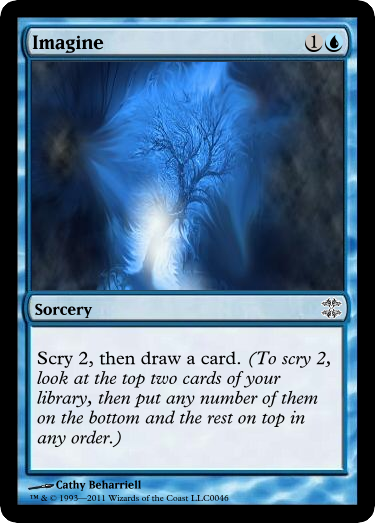 Imagine 1
Sorcery
Scry 2, then draw a card. (To scry 2,
look at the top two cards of your
library, then put any number of them
on the bottom and the rest on top in
any order.)
Cathy Beharriell
™ & © 1993—2011 Wizards of the Coast LLC0046